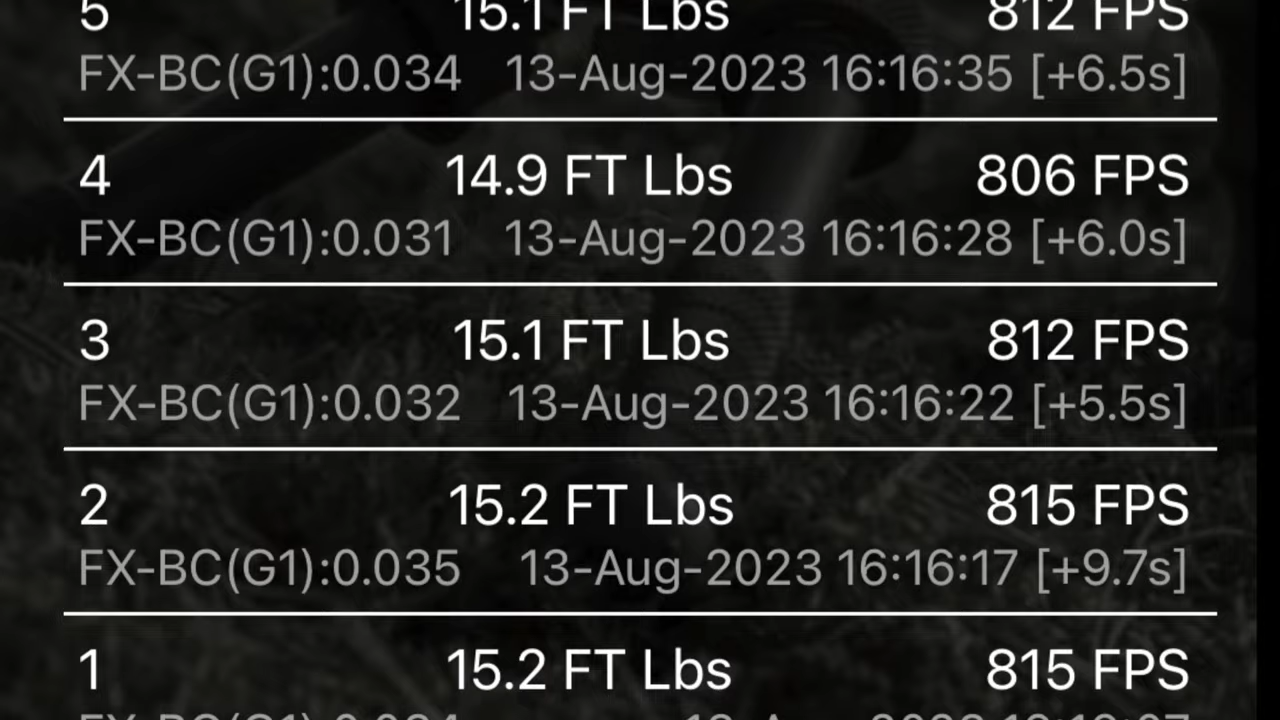 5 15.1 FT Lbs 812 FPS
FX-BC(G1):0.034 13-Aug-2023 16:16:35 [+6.5s]
4 14.9 FT Lbs 806 FPS
FX-BC(G1):0.031 13-Aug-2023 16:16:28 [+6.0s]
3 15.1 FT Lbs 812 FPS
FX-BC(G1):0.032 13-Aug-2023 16:16:22 [+5.5s]
2 15.2 FT Lbs 815 FPS
FX-BC(G1):0.035 13-Aug-2023 16:16:17 [+9.7s]
1 15.2 FT Lbs 815 FPS